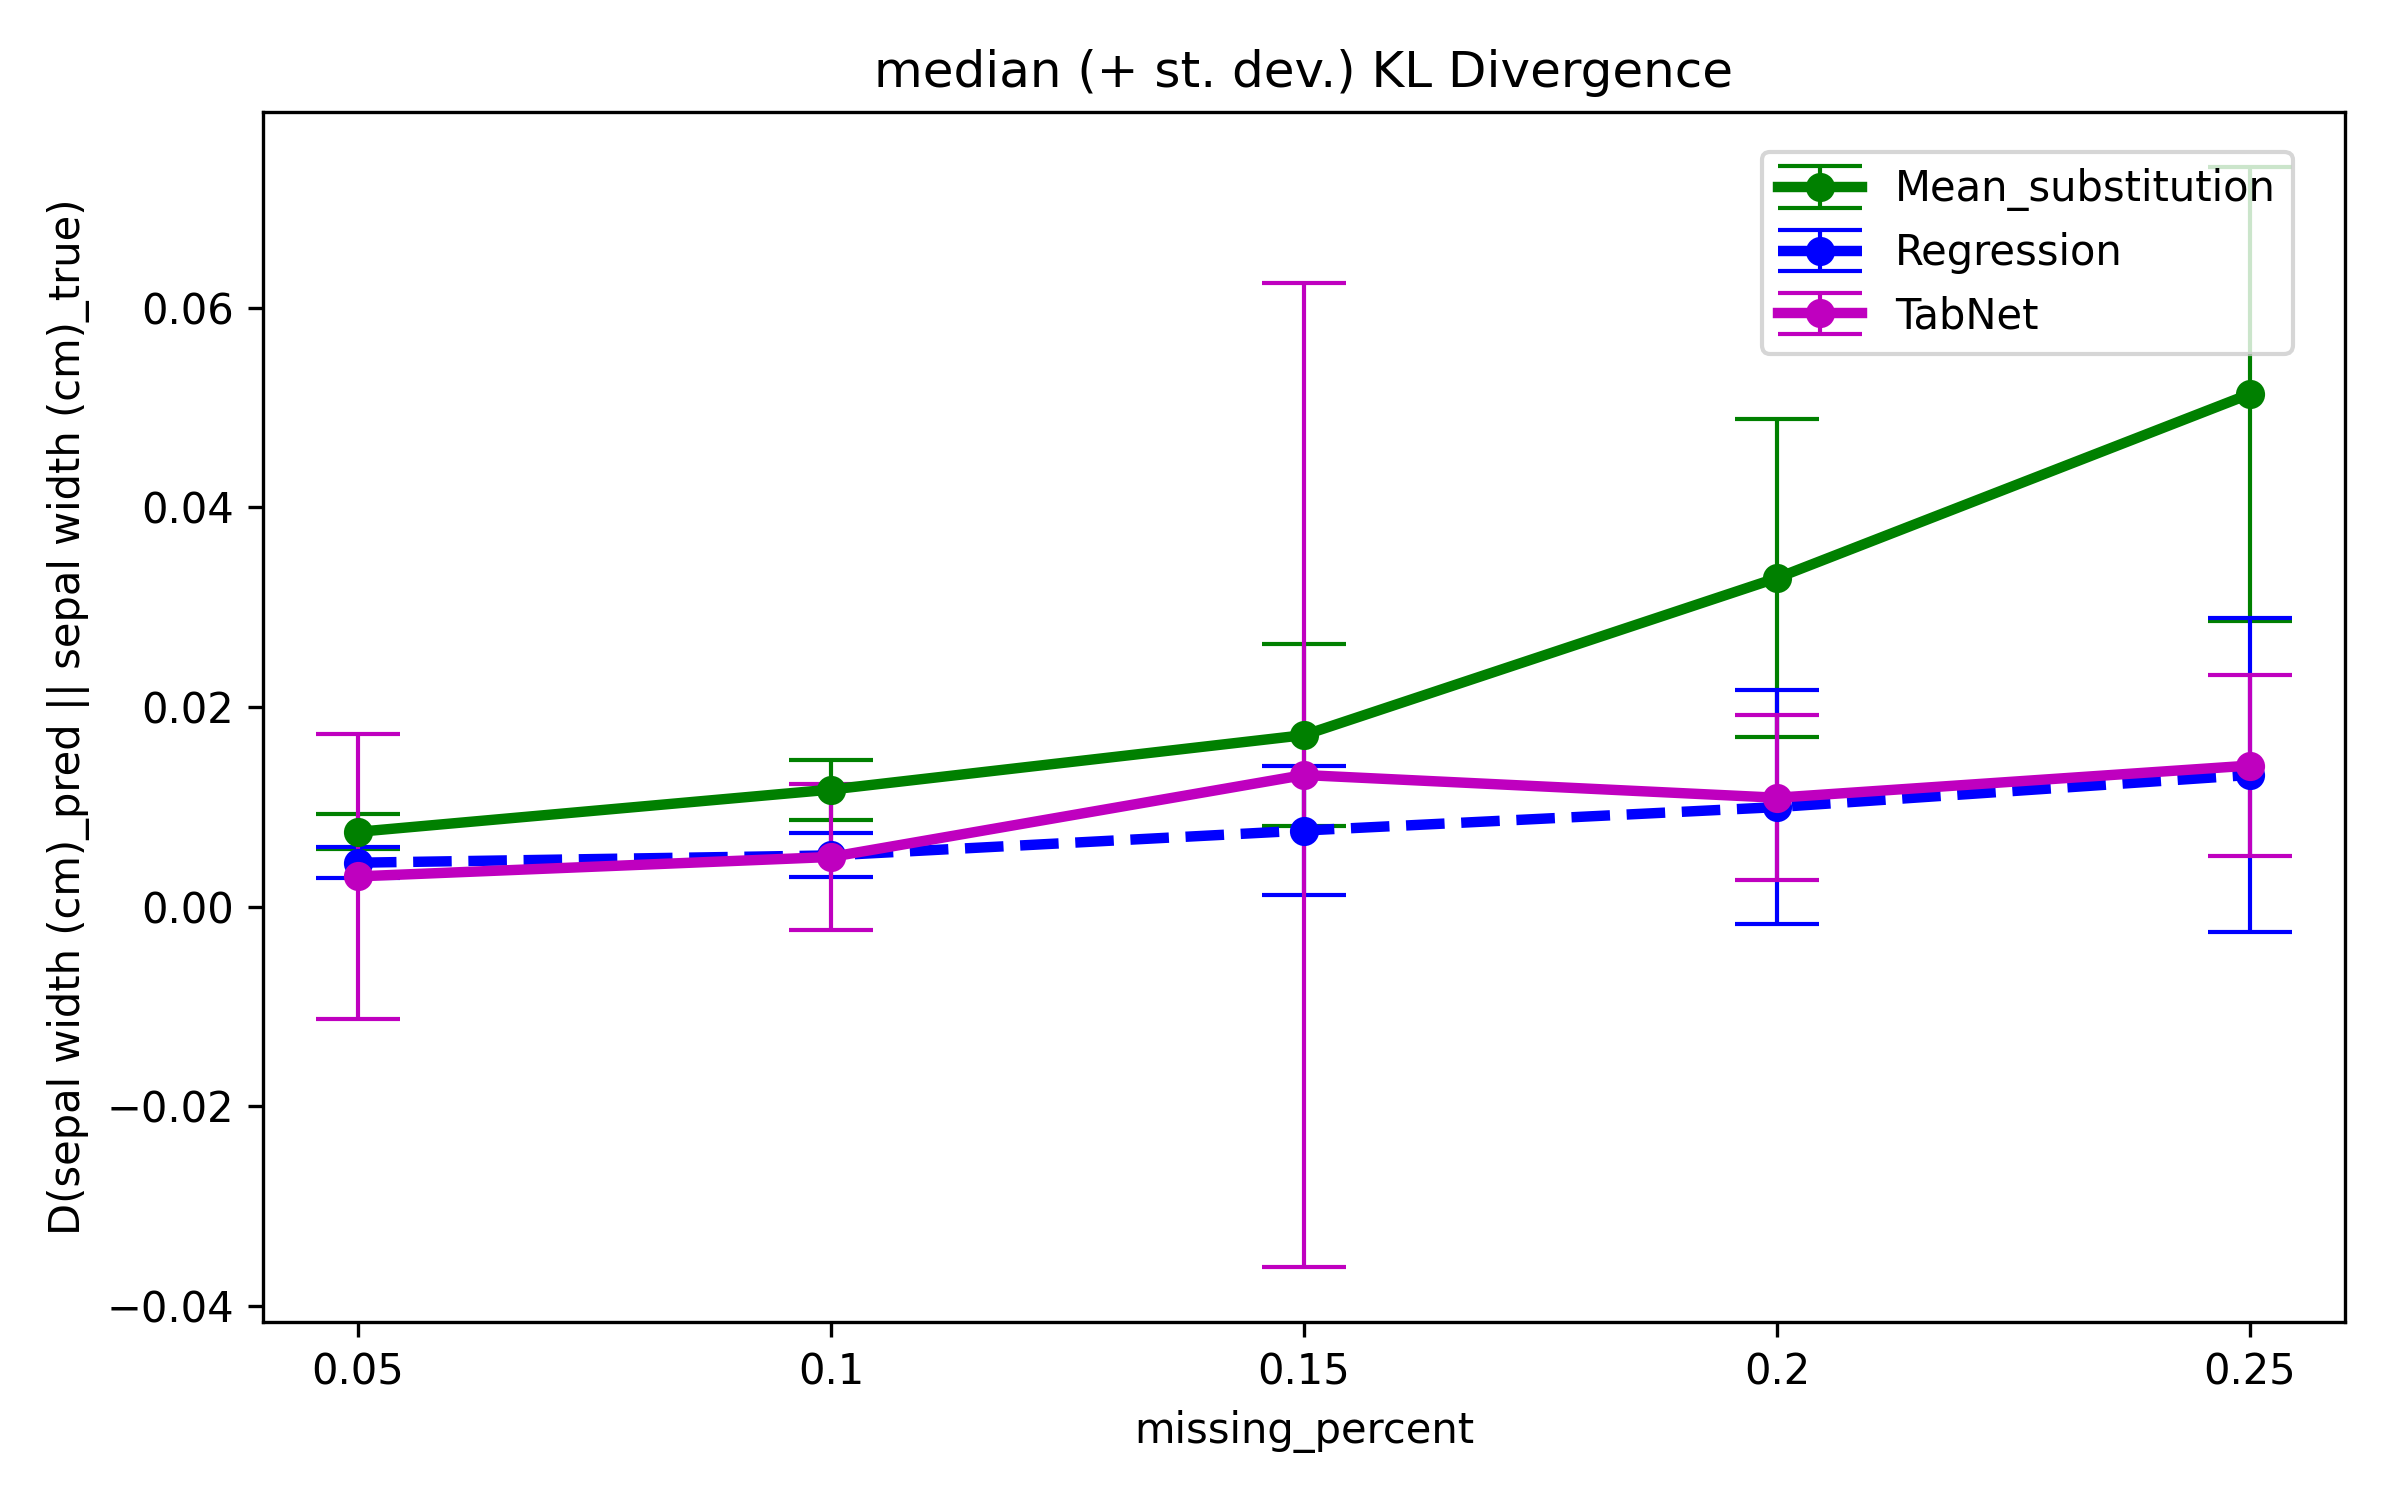 median (+ st. dev.) KL Divergence
D(sepal width (cm)_pred || sepal width (cm)_true)
Mean_substitution
Regression
TabNet
0.06
0.04
0.02
0.00
−0.02
−0.04
0.05 0.1 0.15 0.2 0.25
missing_percent